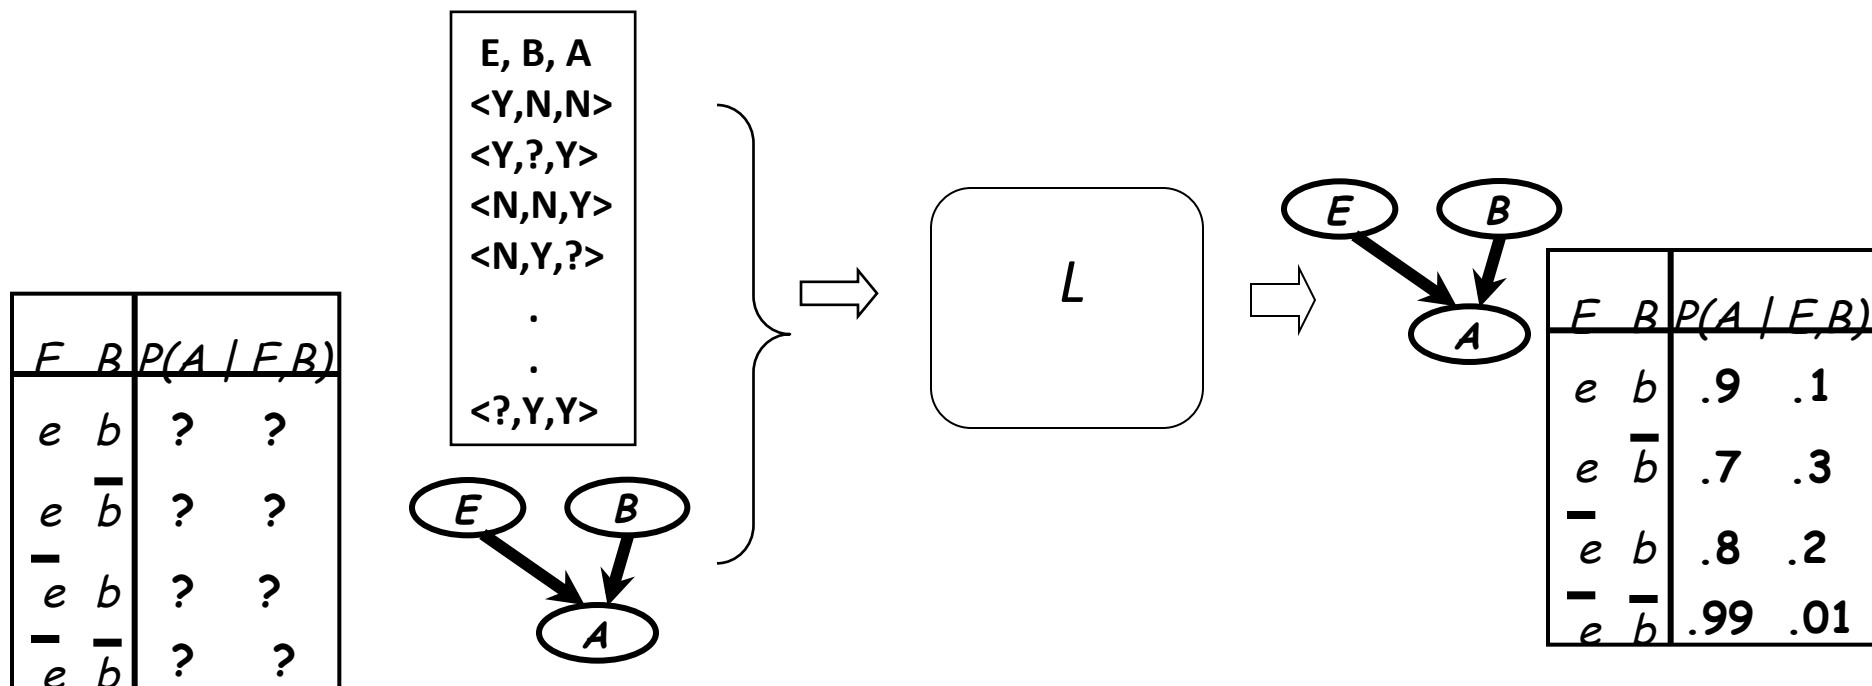 E, B, A
<Y,N,N>
<Y,?,Y>
<N,N,Y>
<N,Y,?>
.
.
<?,Y,Y>
E B P(A | E,B)
e b ? ?
e b̅ ? ?
e̅ b ? ?
e̅ b̅ ? ?
E B
A
L
E B
A
E B P(A | E,B)
e b .9 .1
e b̅ .7 .3
e̅ b .8 .2
e̅ b̅ .99 .01